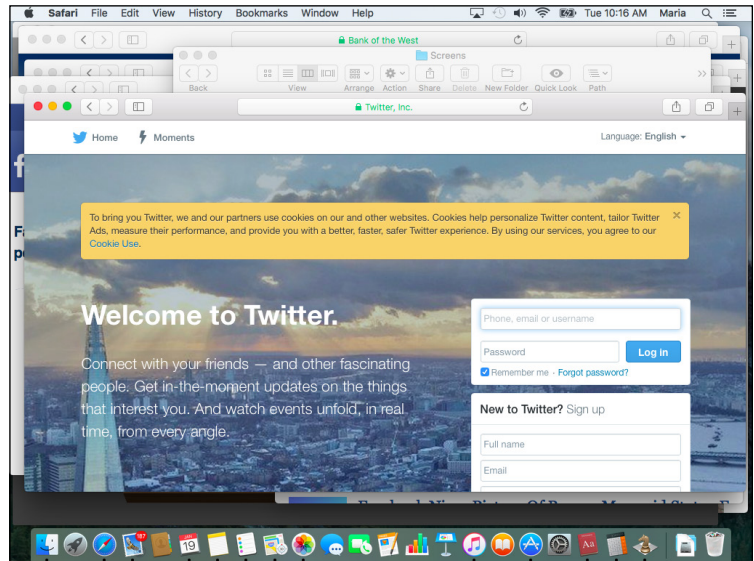 Safari File Edit View History Bookmarks Window Help Tue 10:16 AM Maria
Bank of the West
Screens
Back View Arrange Action Share Delete New Folder Quick Look Path
Twitter, Inc.
Home Moments Language: English
To bring you Twitter, we and our partners use cookies on our and other websites. Cookies help personalize Twitter content, tailor Twitter
Ads, measure their performance, and provide you with a better, faster, safer Twitter experience. By using our services, you agree to our
Cookie Use.
Welcome to Twitter.
Connect with your friends — and other fascinating
people. Get in-the-moment updates on the things
that interest you. And watch events unfold, in real
time, from every angle.
Phone, email or username
Password Log in
Remember me · Forgot password?
New to Twitter? Sign up
Full name
Email
187
JAN
19
Aa